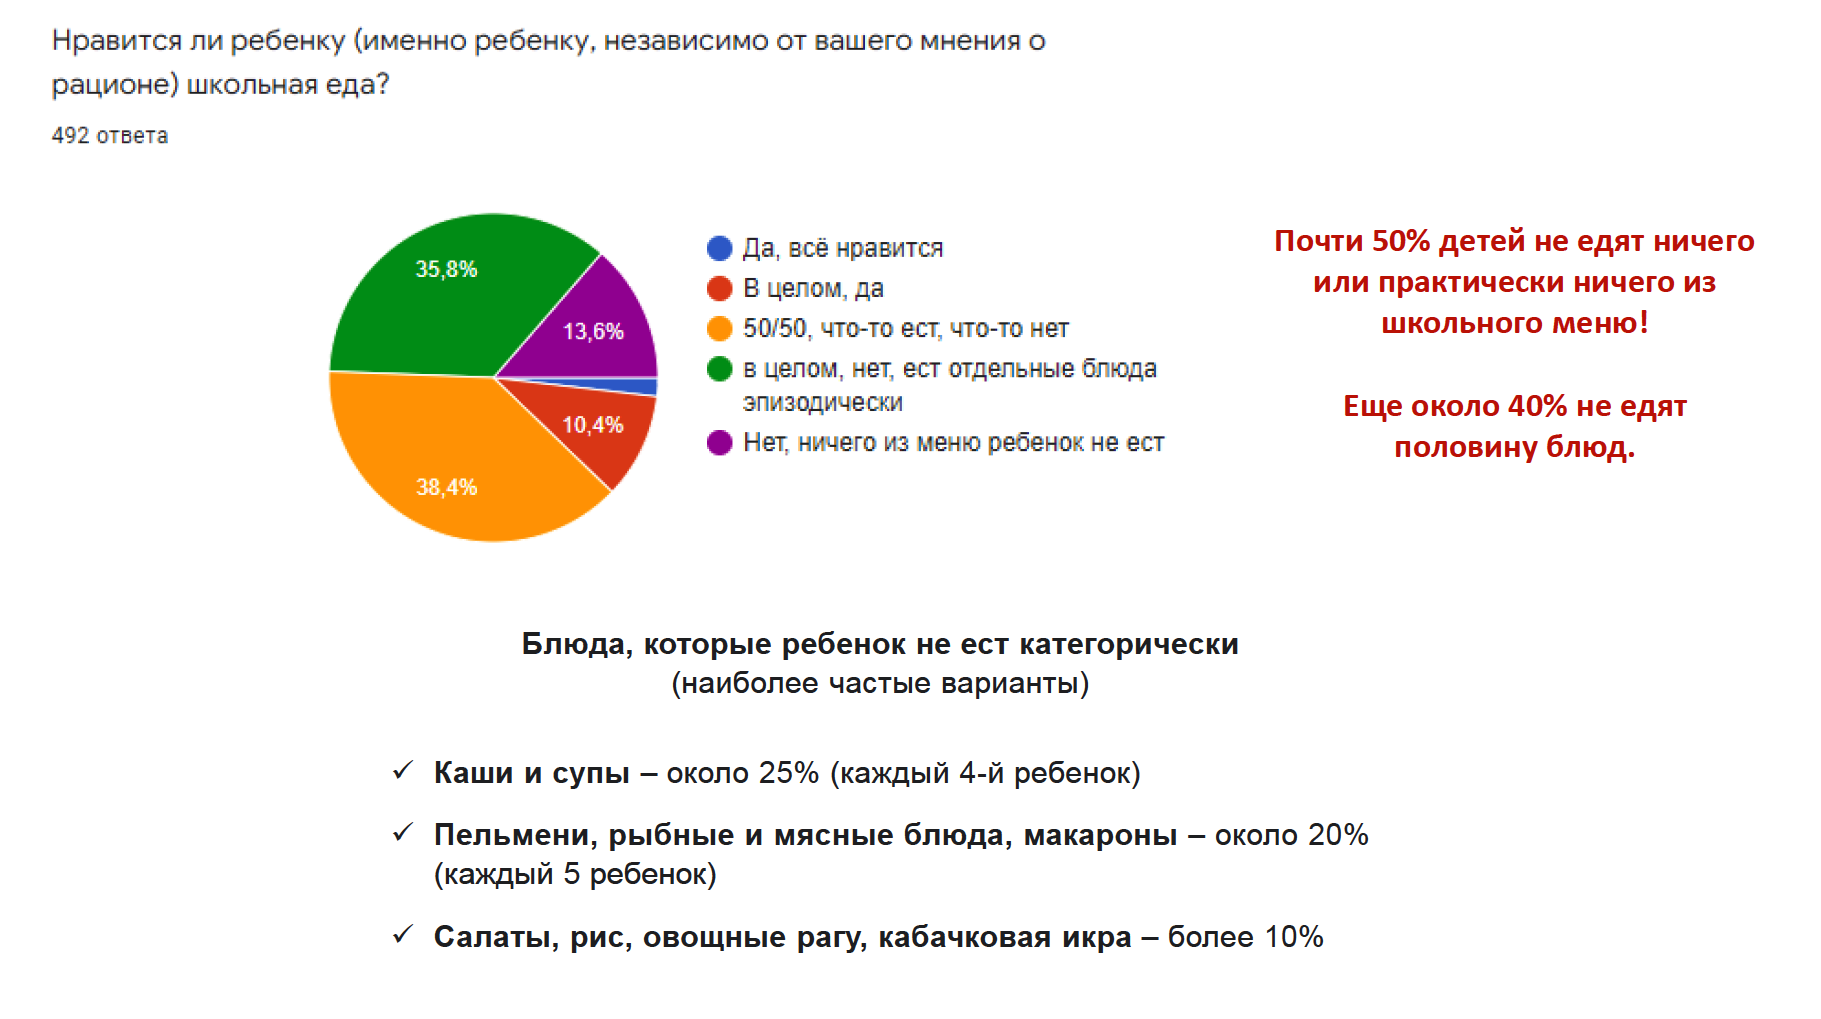 Нравится ли ребенку (именно ребенку, независимо от вашего мнения о
рационе) школьная еда?
492 ответа
35,8%
13,6%
10,4%
38,4%
Да, всё нравится
В целом, да
50/50, что-то ест, что-то нет
в целом, нет, ест отдельные блюда
эпизодически
Нет, ничего из меню ребенок не ест
Почти 50% детей не едят ничего
или практически ничего из
школьного меню!
Еще около 40% не едят
половину блюд.
Блюда, которые ребенок не ест категорически
(наиболее частые варианты)
✓ Каши и супы – около 25% (каждый 4-й ребенок)
✓ Пельмени, рыбные и мясные блюда, макароны – около 20%
(каждый 5 ребенок)
✓ Салаты, рис, овощные рагу, кабачковая икра – более 10%